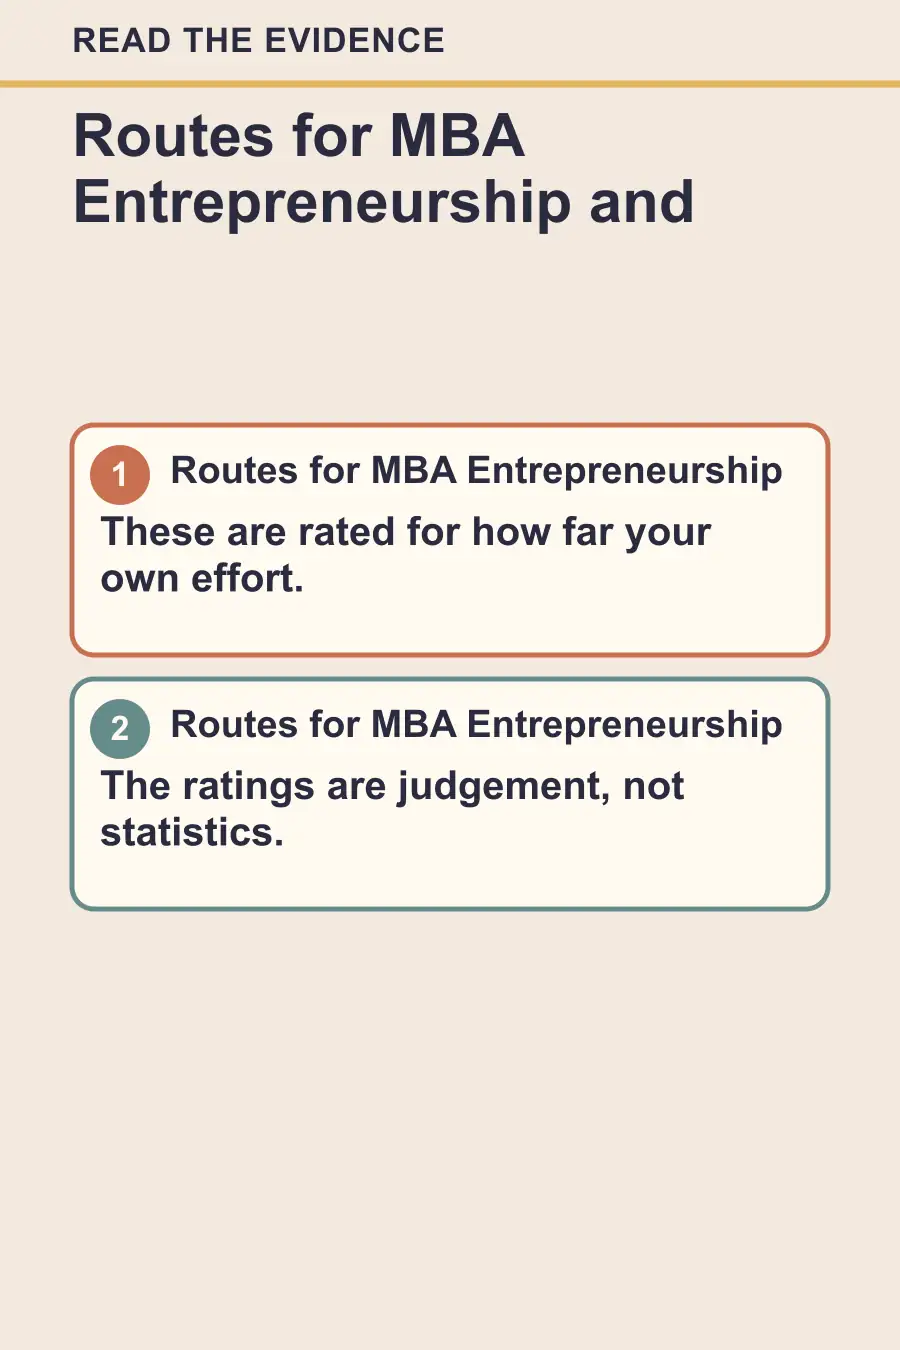 READ THE EVIDENCE
Routes for MBA
Entrepreneurship and
1 Routes for MBA Entrepreneurship
These are rated for how far your
own effort.
2 Routes for MBA Entrepreneurship
The ratings are judgement, not
statistics.